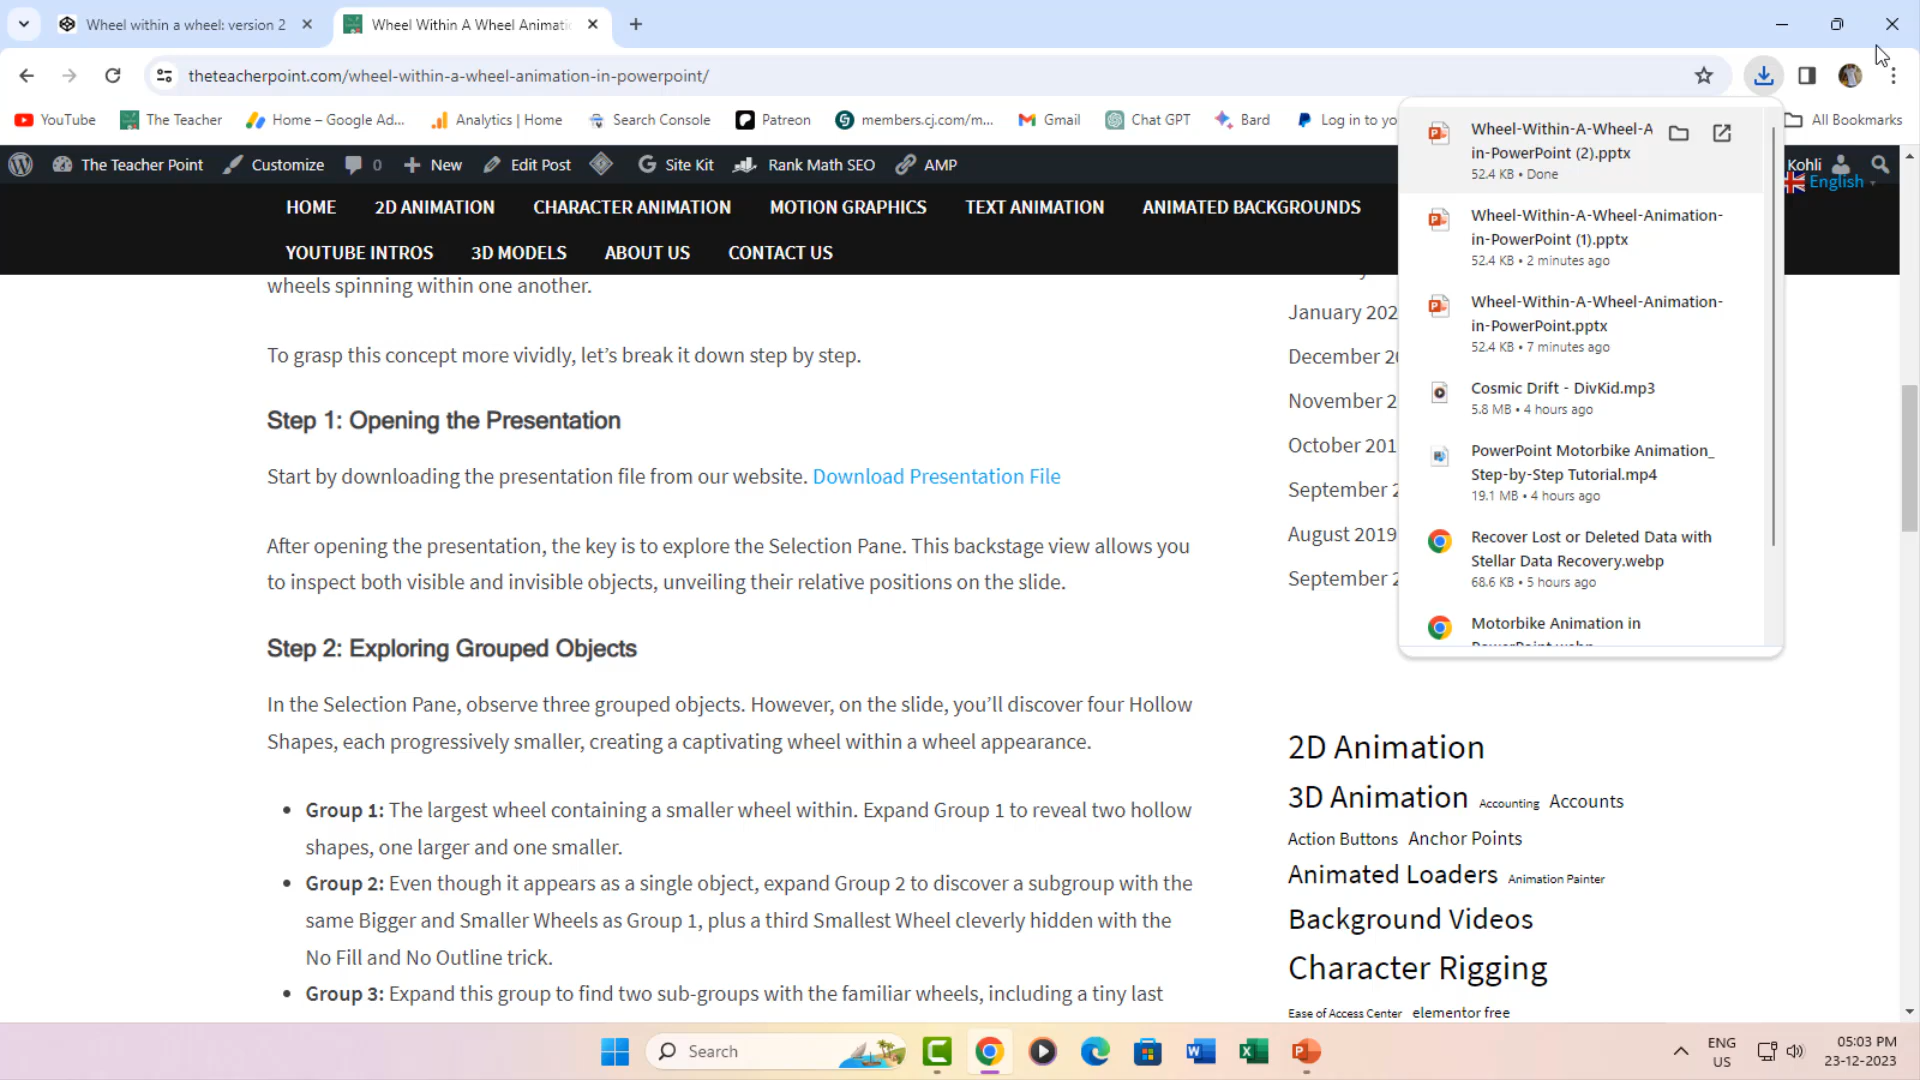 Wheel within a wheel: version 2
Wheel Within A Wheel Animati
theteacherpoint.com/wheel-within-a-wheel-animation-in-powerpoint/
YouTube
The Teacher
Home – Google Ad...
Analytics | Home
Search Console
Patreon
members.cj.com/m...
Gmail
Chat GPT
Bard
Log in to yo
All Bookmarks
The Teacher Point
Customize
0
New
Edit Post
Site Kit
Rank Math SEO
AMP
Kohli
English
HOME
2D ANIMATION
CHARACTER ANIMATION
MOTION GRAPHICS
TEXT ANIMATION
ANIMATED BACKGROUNDS
YOUTUBE INTROS
3D MODELS
ABOUT US
CONTACT US
Wheel-Within-A-Wheel-A
in-PowerPoint (2).pptx
52.4 KB • Done
Wheel-Within-A-Wheel-Animation-
in-PowerPoint (1).pptx
52.4 KB • 2 minutes ago
Wheel-Within-A-Wheel-Animation-
in-PowerPoint.pptx
52.4 KB • 7 minutes ago
Cosmic Drift - DivKid.mp3
5.8 MB • 4 hours ago
PowerPoint Motorbike Animation_
Step-by-Step Tutorial.mp4
19.1 MB • 4 hours ago
Recover Lost or Deleted Data with
Stellar Data Recovery.webp
68.6 KB • 5 hours ago
Motorbike Animation in
wheels spinning within one another.
To grasp this concept more vividly, let’s break it down step by step.
Step 1: Opening the Presentation
Start by downloading the presentation file from our website. Download Presentation File
After opening the presentation, the key is to explore the Selection Pane. This backstage view allows you
to inspect both visible and invisible objects, unveiling their relative positions on the slide.
Step 2: Exploring Grouped Objects
In the Selection Pane, observe three grouped objects. However, on the slide, you’ll discover four Hollow
Shapes, each progressively smaller, creating a captivating wheel within a wheel appearance.
• Group 1: The largest wheel containing a smaller wheel within. Expand Group 1 to reveal two hollow
shapes, one larger and one smaller.
• Group 2: Even though it appears as a single object, expand Group 2 to discover a subgroup with the
same Bigger and Smaller Wheels as Group 1, plus a third Smallest Wheel cleverly hidden with the
No Fill and No Outline trick.
• Group 3: Expand this group to find two sub-groups with the familiar wheels, including a tiny last
January 202
December 20
November 2
October 201
September 2
August 2019
September 2
2D Animation
3D Animation Accounting Accounts
Action Buttons Anchor Points
Animated Loaders Animation Painter
Background Videos
Character Rigging
Ease of Access Center elementor free
Search
ENG
US
05:03 PM
23-12-2023